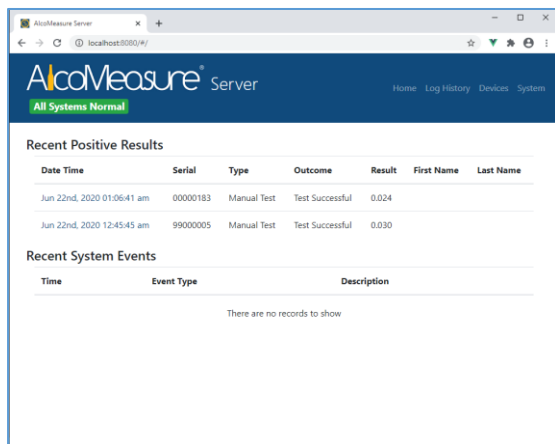 AlcoMeasure Server
localhost:8080/#/
AlcoMeasure® Server
Home Log History Devices System
All Systems Normal
Recent Positive Results
Date Time Serial Type Outcome Result First Name Last Name
Jun 22nd, 2020 01:06:41 am 00000183 Manual Test Test Successful 0.024
Jun 22nd, 2020 12:45:45 am 99000005 Manual Test Test Successful 0.030
Recent System Events
Time Event Type Description
There are no records to show